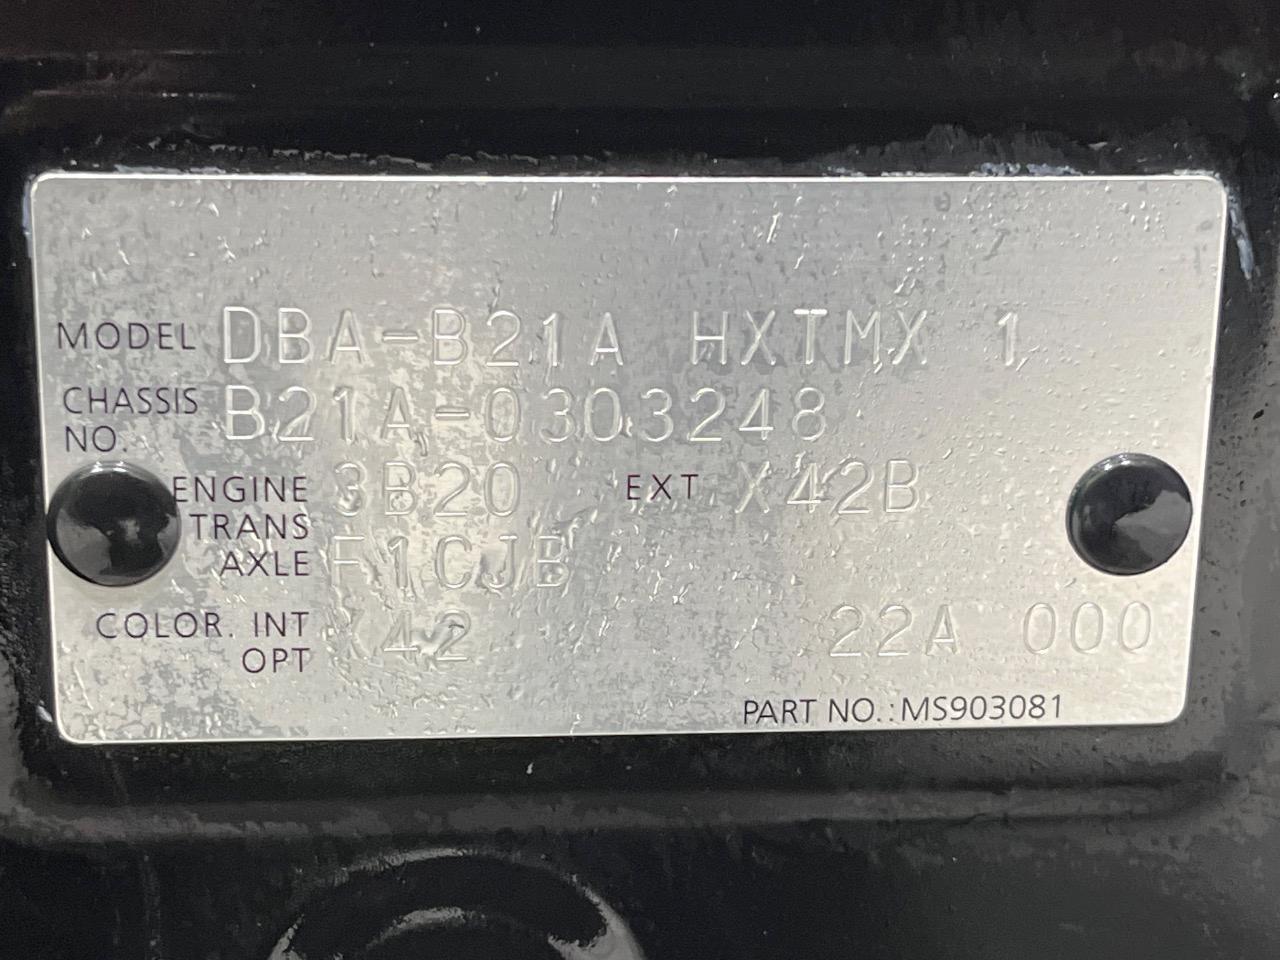 MODEL DBA-B21A HXTMX 1
CHASSIS NO. B21A-0303248
ENGINE 3B20 EXT X42B
TRANS AXLE F1CJB
COLOR. INT OPT X42 22A 000
PART NO.: MS903081